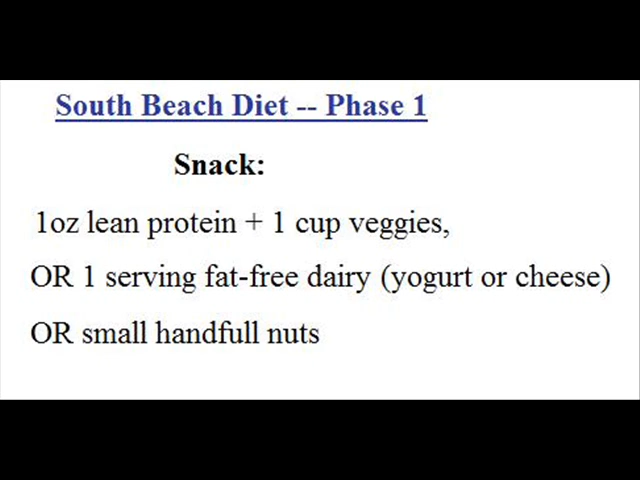 South Beach Diet -- Phase 1
Snack:
1oz lean protein + 1 cup veggies,
OR 1 serving fat-free dairy (yogurt or cheese)
OR small handfull nuts